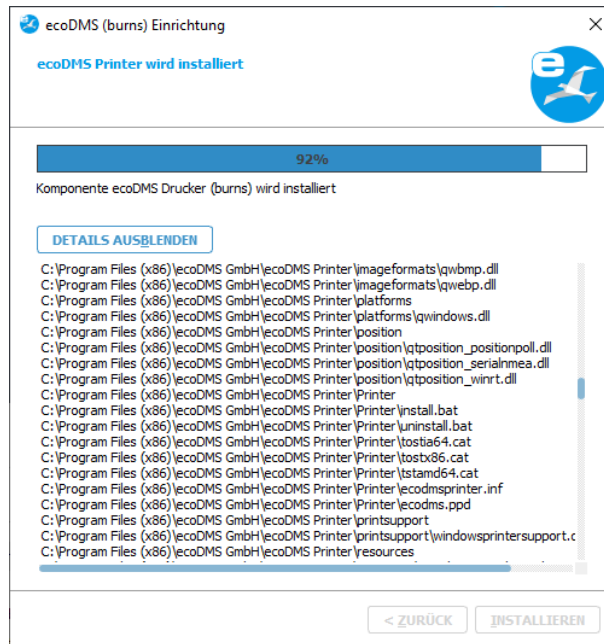 ecoDMS (burns) Einrichtung
ecoDMS Printer wird installiert
e
92%
Komponente ecoDMS Drucker (burns) wird installiert
DETAILS AUSBLENDEN
C:\Program Files (x86)\ecoDMS GmbH\ecoDMS Printer\imageformats\qwbmp.dll
C:\Program Files (x86)\ecoDMS GmbH\ecoDMS Printer\imageformats\qwebp.dll
C:\Program Files (x86)\ecoDMS GmbH\ecoDMS Printer\platforms
C:\Program Files (x86)\ecoDMS GmbH\ecoDMS Printer\platforms\qwindows.dll
C:\Program Files (x86)\ecoDMS GmbH\ecoDMS Printer\position
C:\Program Files (x86)\ecoDMS GmbH\ecoDMS Printer\position\qtposition_positionpoll.dll
C:\Program Files (x86)\ecoDMS GmbH\ecoDMS Printer\position\qtposition_serialnmea.dll
C:\Program Files (x86)\ecoDMS GmbH\ecoDMS Printer\position\qtposition_winrt.dll
C:\Program Files (x86)\ecoDMS GmbH\ecoDMS Printer\Printer
C:\Program Files (x86)\ecoDMS GmbH\ecoDMS Printer\Printer\install.bat
C:\Program Files (x86)\ecoDMS GmbH\ecoDMS Printer\Printer\uninstall.bat
C:\Program Files (x86)\ecoDMS GmbH\ecoDMS Printer\Printer\tostia64.cat
C:\Program Files (x86)\ecoDMS GmbH\ecoDMS Printer\Printer\tostx86.cat
C:\Program Files (x86)\ecoDMS GmbH\ecoDMS Printer\Printer\tstamd64.cat
C:\Program Files (x86)\ecoDMS GmbH\ecoDMS Printer\Printer\ecodmsprinter.inf
C:\Program Files (x86)\ecoDMS GmbH\ecoDMS Printer\Printer\ecodms.ppd
C:\Program Files (x86)\ecoDMS GmbH\ecoDMS Printer\printsupport
C:\Program Files (x86)\ecoDMS GmbH\ecoDMS Printer\printsupport\windowsprintersupport.c
C:\Program Files (x86)\ecoDMS GmbH\ecoDMS Printer\resources
< ZURÜCK
INSTALLIEREN